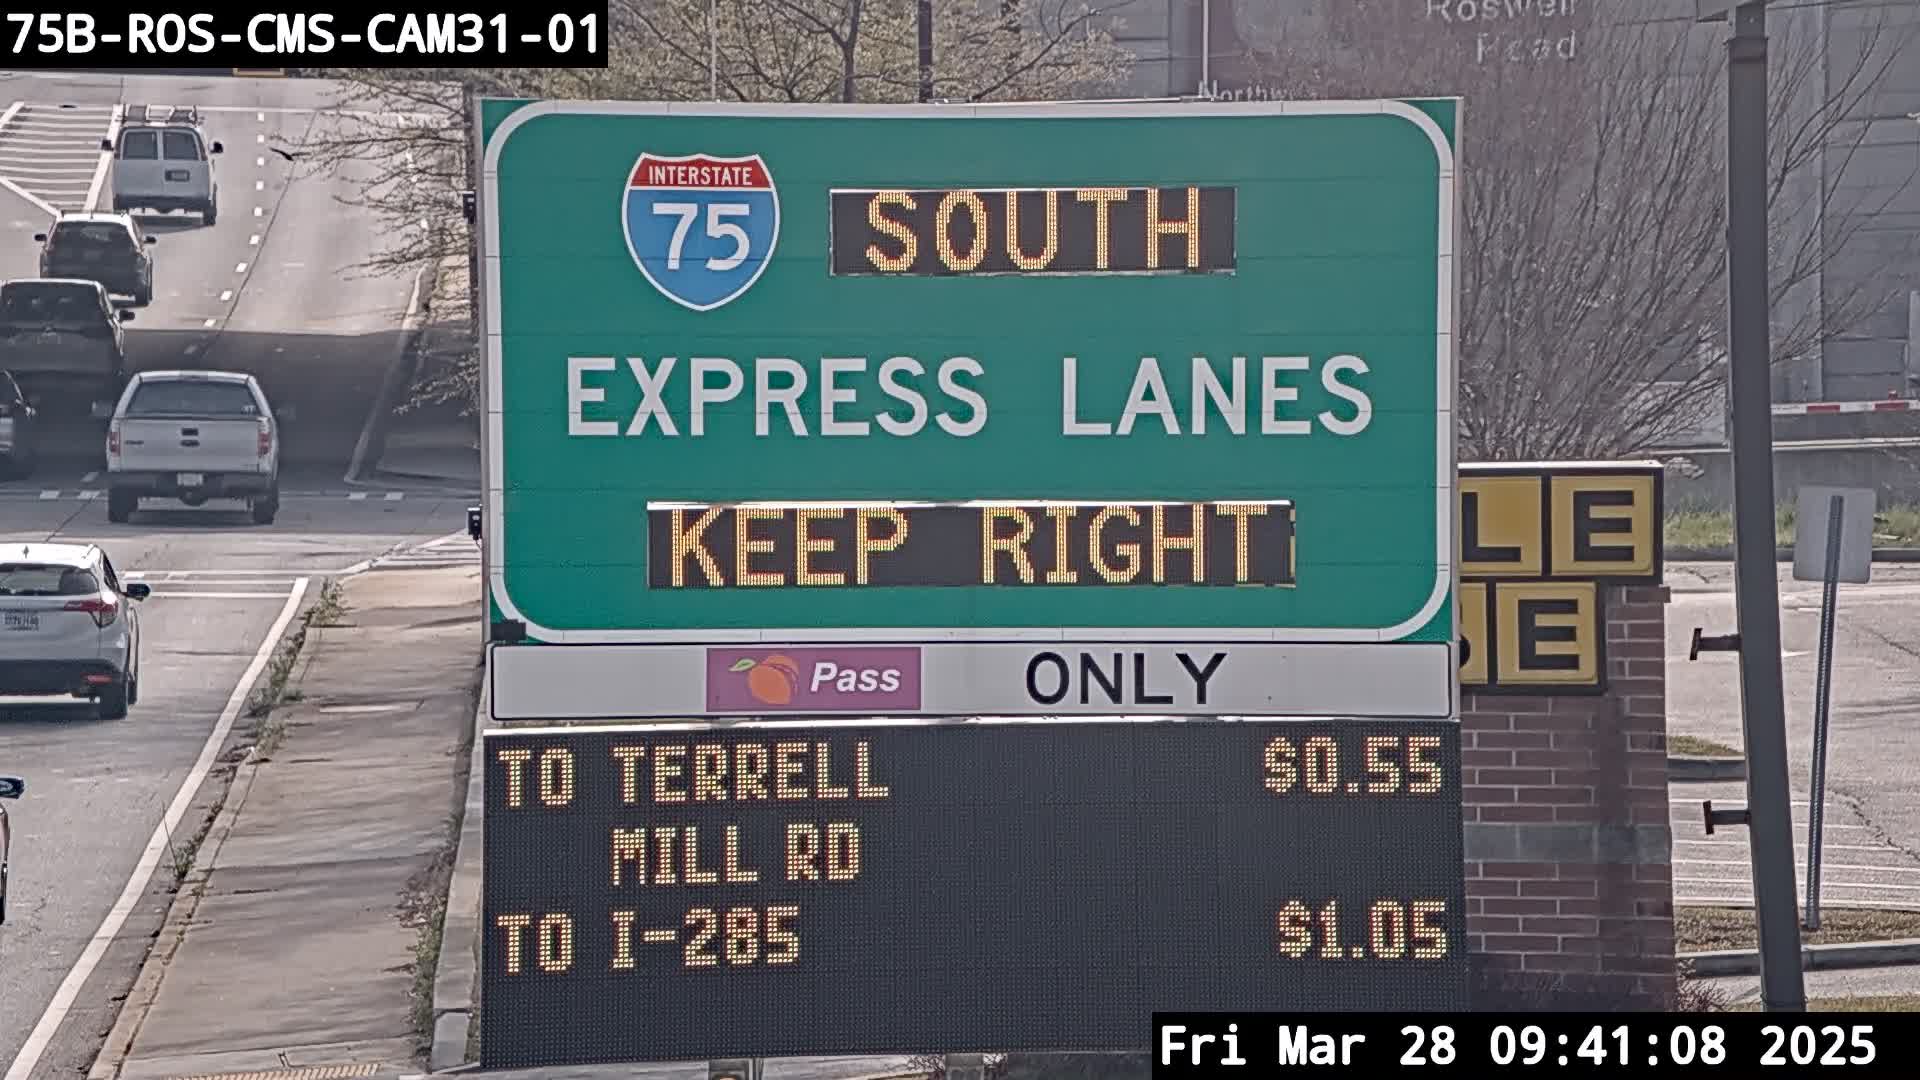 75B-ROS-CMS-CAM31-01
Roswell
Road
INTERSTATE
75
SOUTH
EXPRESS LANES
KEEP RIGHT
LE
E
Pass ONLY
TO TERRELL $0.55
MILL RD
TO I-285 $1.05
Fri Mar 28 09:41:08 2025